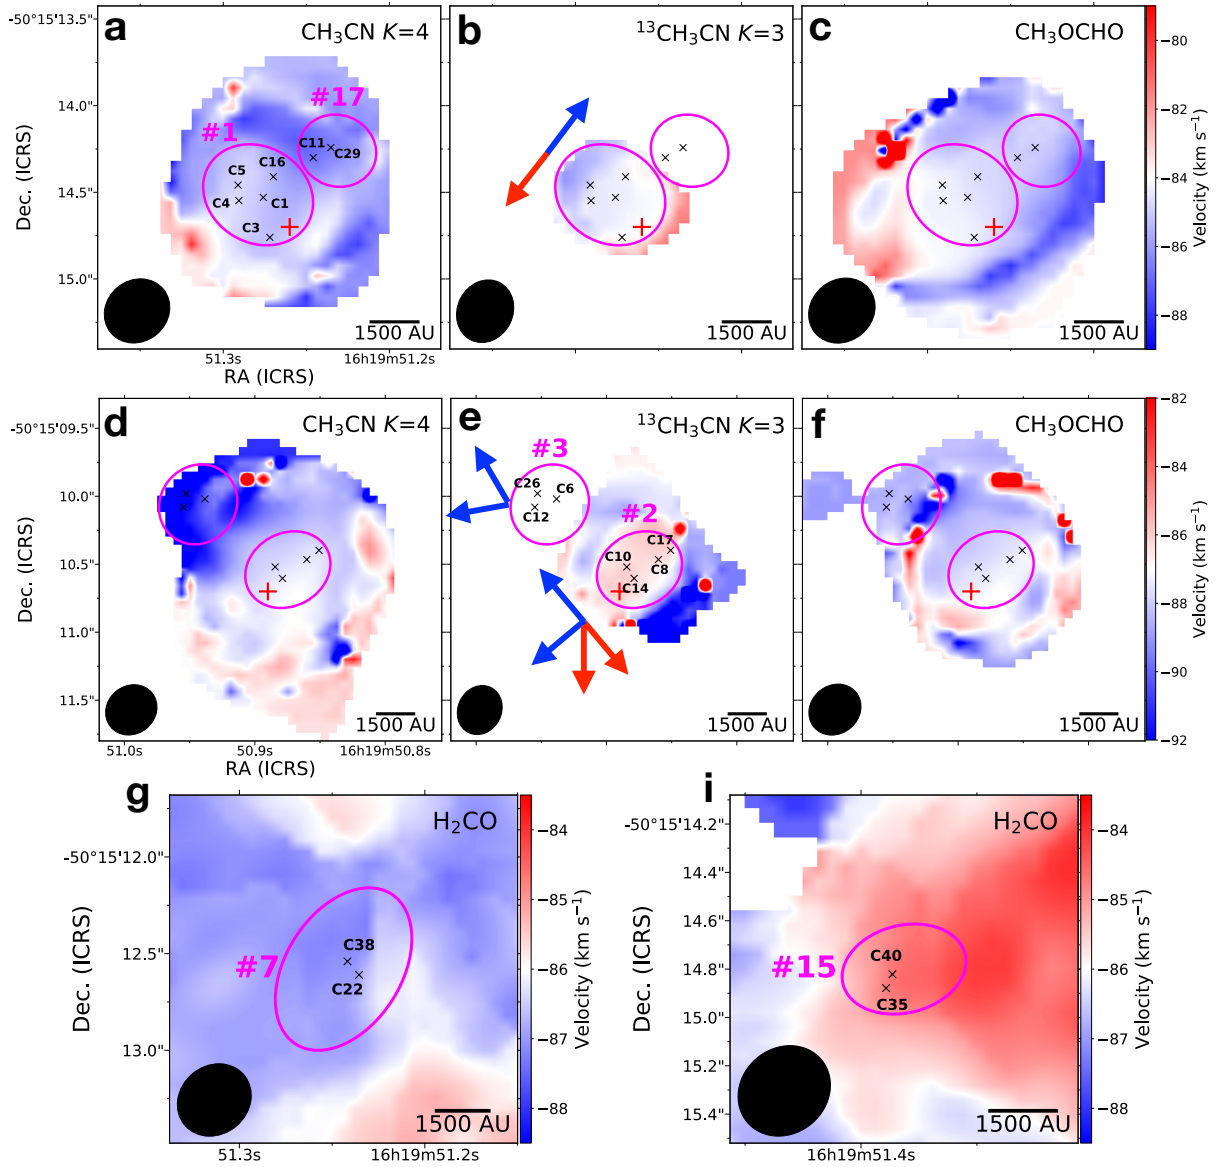 a
CH₃CN K=4
#17
#1
C11
C29
C16
C5
C4
C1
C3
1500 AU
-50°15'13.5"
14.0"
14.5"
15.0"
Dec. (ICRS)
51.3s
16h19m51.2s
RA (ICRS)
b
¹³CH₃CN K=3
1500 AU
c
CH₃OCHO
1500 AU
−80
−82
−84
−86
−88
Velocity (km s⁻¹)
d
CH₃CN K=4
1500 AU
-50°15'09.5"
10.0"
10.5"
11.0"
11.5"
Dec. (ICRS)
51.0s
50.9s
16h19m50.8s
RA (ICRS)
e
¹³CH₃CN K=3
#3
C26
C6
C12
#2
C17
C10
C8
C14
1500 AU
f
CH₃OCHO
1500 AU
−82
−84
−86
−88
−90
−92
Velocity (km s⁻¹)
g
H₂CO
#7
C38
C22
1500 AU
-50°15'12.0"
12.5"
13.0"
Dec. (ICRS)
51.3s
16h19m51.2s
−84
−85
−86
−87
−88
Velocity (km s⁻¹)
i
H₂CO
#15
C40
C35
1500 AU
-50°15'14.2"
14.4"
14.6"
14.8"
15.0"
15.2"
15.4"
Dec. (ICRS)
16h19m51.4s
−84
−85
−86
−87
−88
Velocity (km s⁻¹)